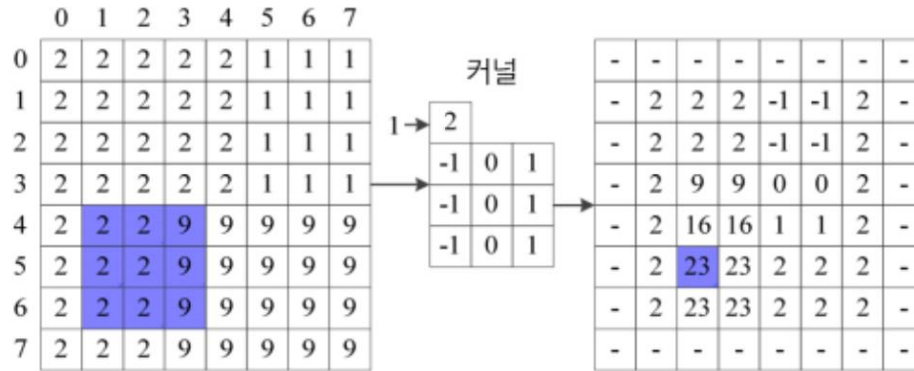 0 1 2 3 4 5 6 7
0 2 2 2 2 2 1 1 1
1 2 2 2 2 2 1 1 1
2 2 2 2 2 2 1 1 1
3 2 2 2 2 2 1 1 1
4 2 2 2 9 9 9 9 9
5 2 2 2 9 9 9 9 9
6 2 2 2 9 9 9 9 9
7 2 2 2 9 9 9 9 9
커널
1 2
-1 0 1
-1 0 1
-1 0 1
- - - - - - - -
- 2 2 2 -1 -1 2 -
- 2 2 2 -1 -1 2 -
- 2 9 9 0 0 2 -
- 2 16 16 1 1 2 -
- 2 23 23 2 2 2 -
- 2 23 23 2 2 2 -
- - - - - - - -